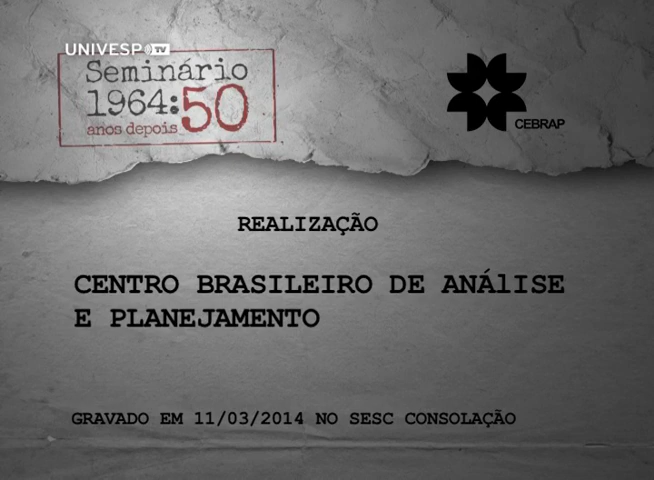 UNIVESP TV
Seminário
1964:50
anos depois
CEBRAP
REALIZAÇÃO
CENTRO BRASILEIRO DE ANÁlISE
E PLANEJAMENTO
GRAVADO EM 11/03/2014 NO SESC CONSOLAÇÃO